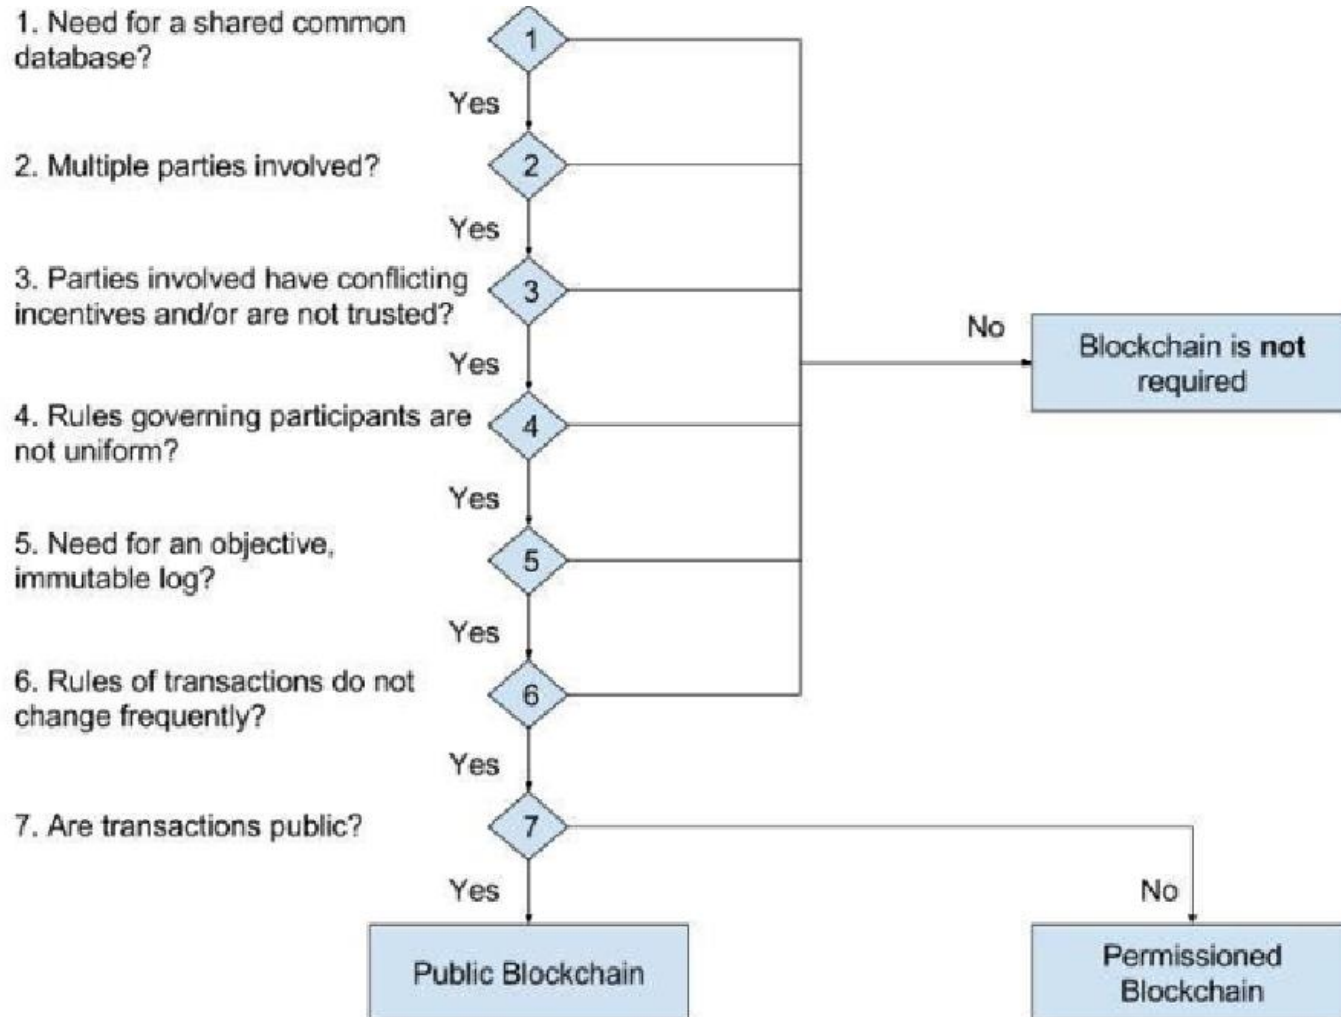 1. Need for a shared common
database?
1
Yes
2. Multiple parties involved?
2
Yes
3. Parties involved have conflicting
incentives and/or are not trusted?
3
Yes
No
Blockchain is not
required
4. Rules governing participants are
not uniform?
4
Yes
5. Need for an objective,
immutable log?
5
Yes
6. Rules of transactions do not
change frequently?
6
Yes
7. Are transactions public?
7
Yes
No
Public Blockchain
Permissioned
Blockchain